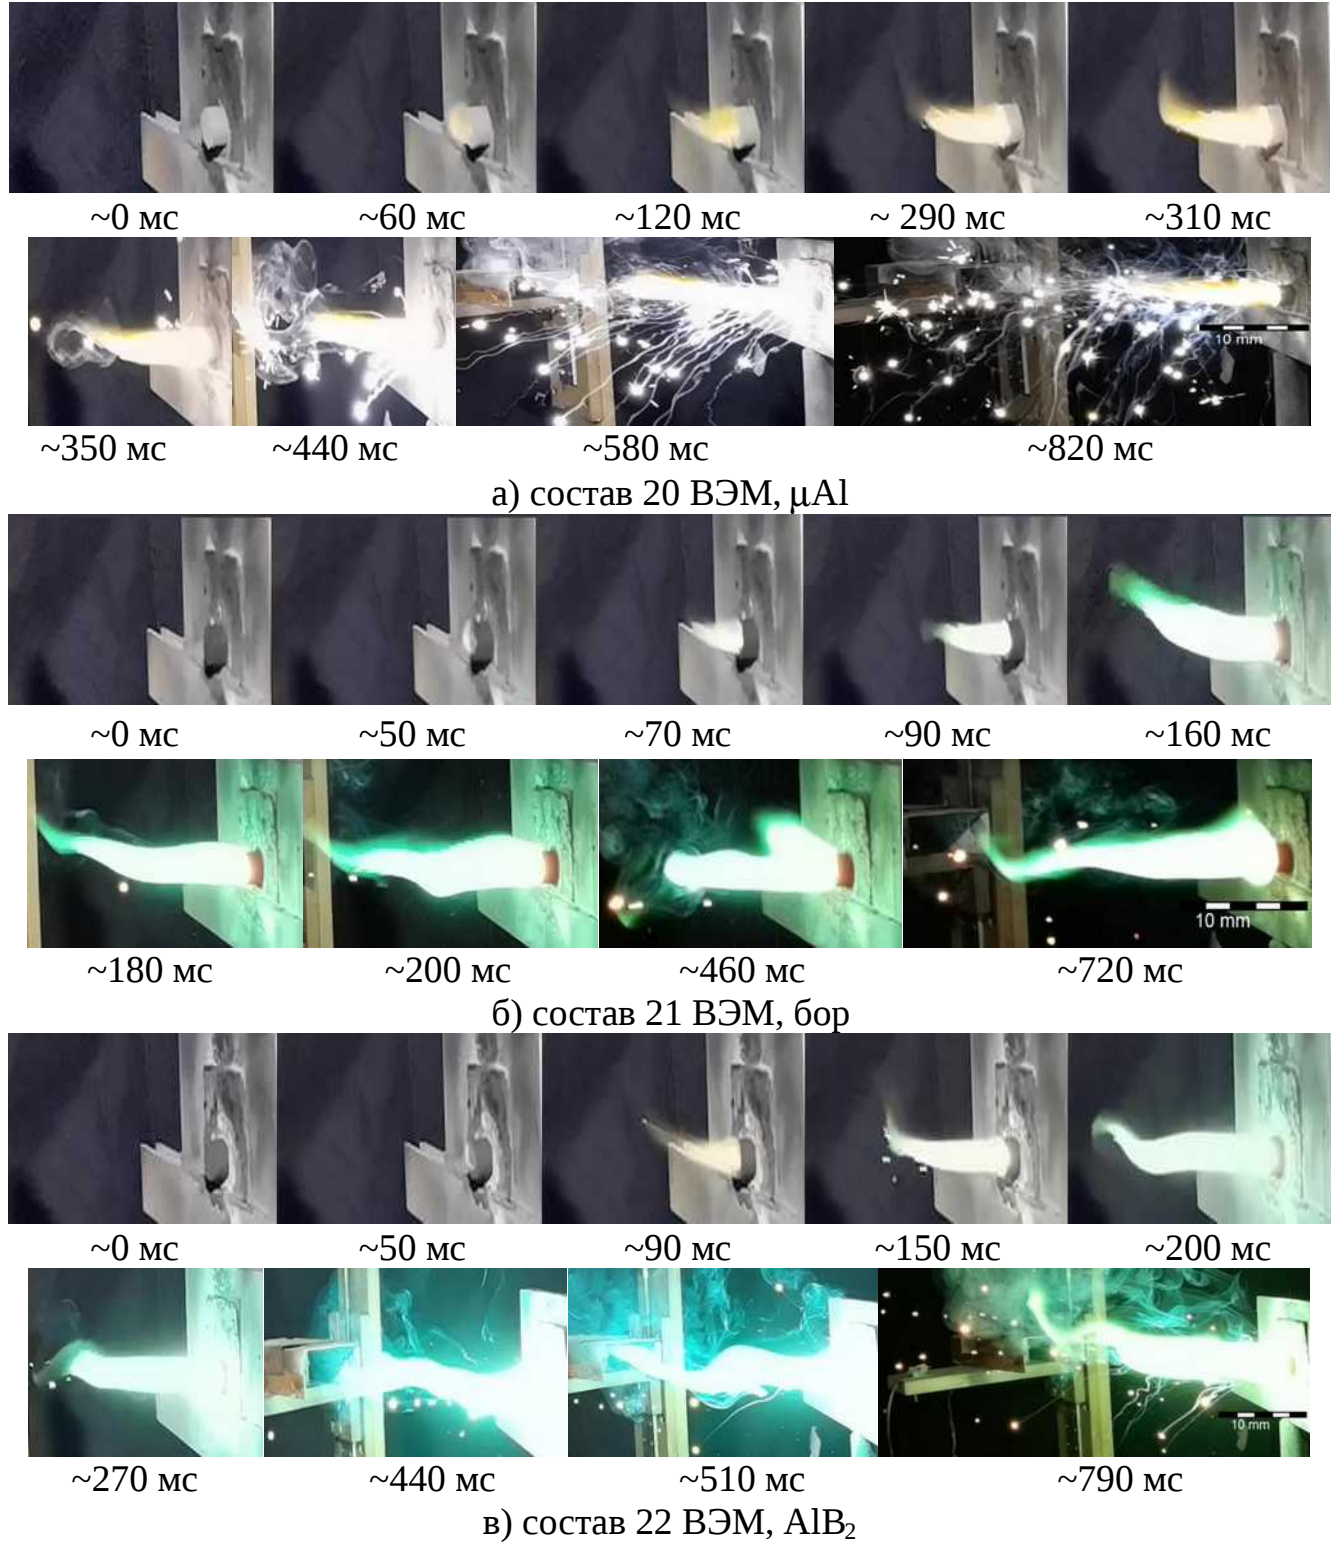 ~0 мс ~60 мс ~120 мс ~ 290 мс ~310 мс
10 mm
~350 мс ~440 мс ~580 мс ~820 мс
а) состав 20 ВЭМ, μAl
~0 мс ~50 мс ~70 мс ~90 мс ~160 мс
10 mm
~180 мс ~200 мс ~460 мс ~720 мс
б) состав 21 ВЭМ, бор
~0 мс ~50 мс ~90 мс ~150 мс ~200 мс
10 mm
~270 мс ~440 мс ~510 мс ~790 мс
в) состав 22 ВЭМ, AlB₂